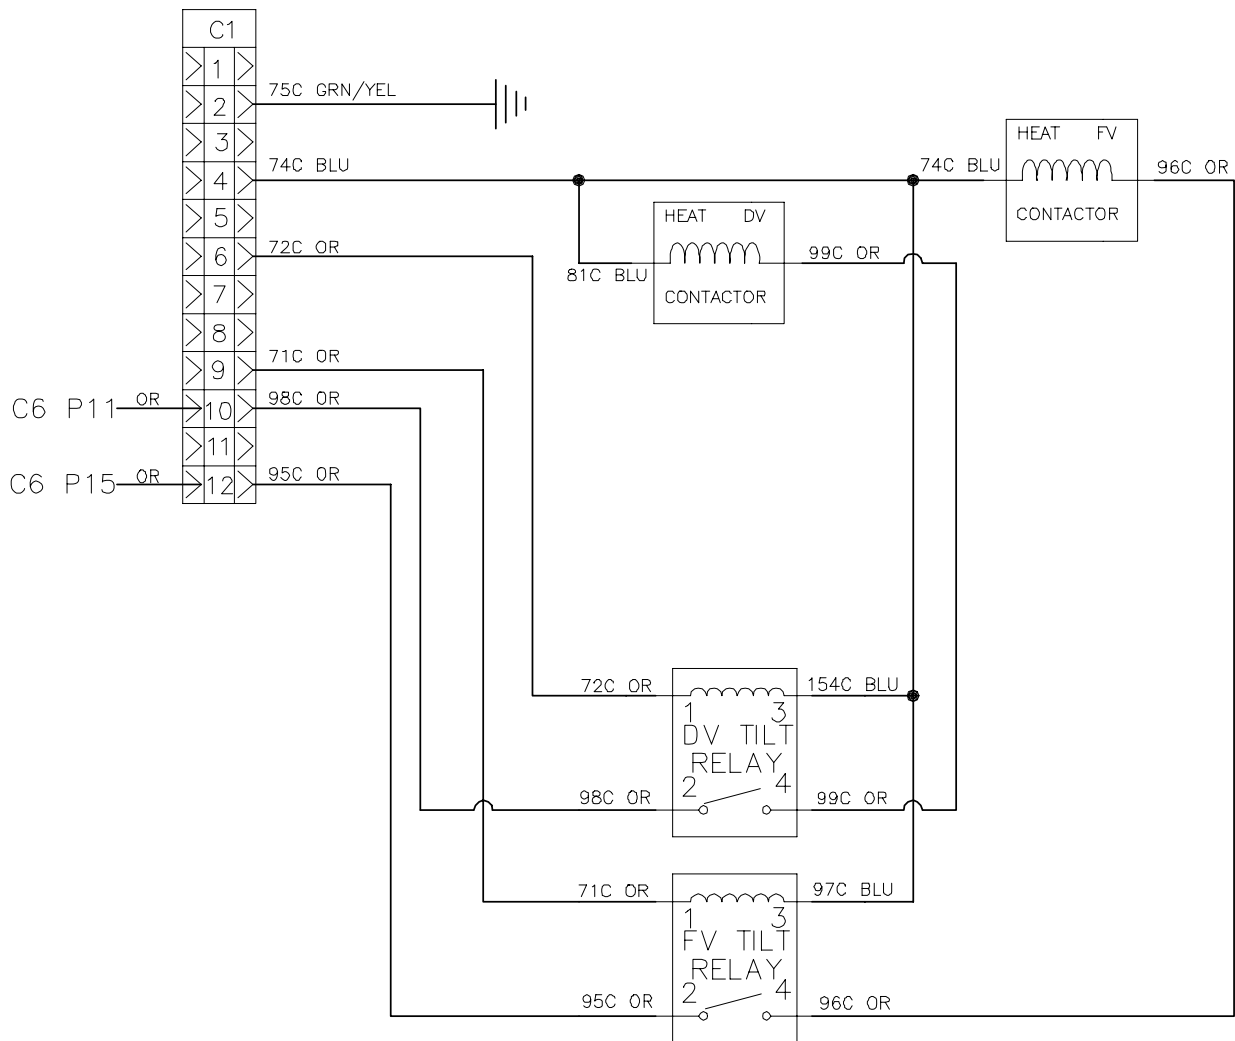 C1
1
2
75C GRN/YEL
3
4
74C BLU
74C BLU
HEAT FV
CONTACTOR
96C OR
5
HEAT DV
CONTACTOR
81C BLU
99C OR
6
72C OR
7
8
9
71C OR
C6 P11
OR
10
98C OR
11
C6 P15
OR
12
95C OR
72C OR
154C BLU
1 3
DV TILT
RELAY
2 4
98C OR
99C OR
71C OR
97C BLU
1 3
FV TILT
RELAY
2 4
95C OR
96C OR